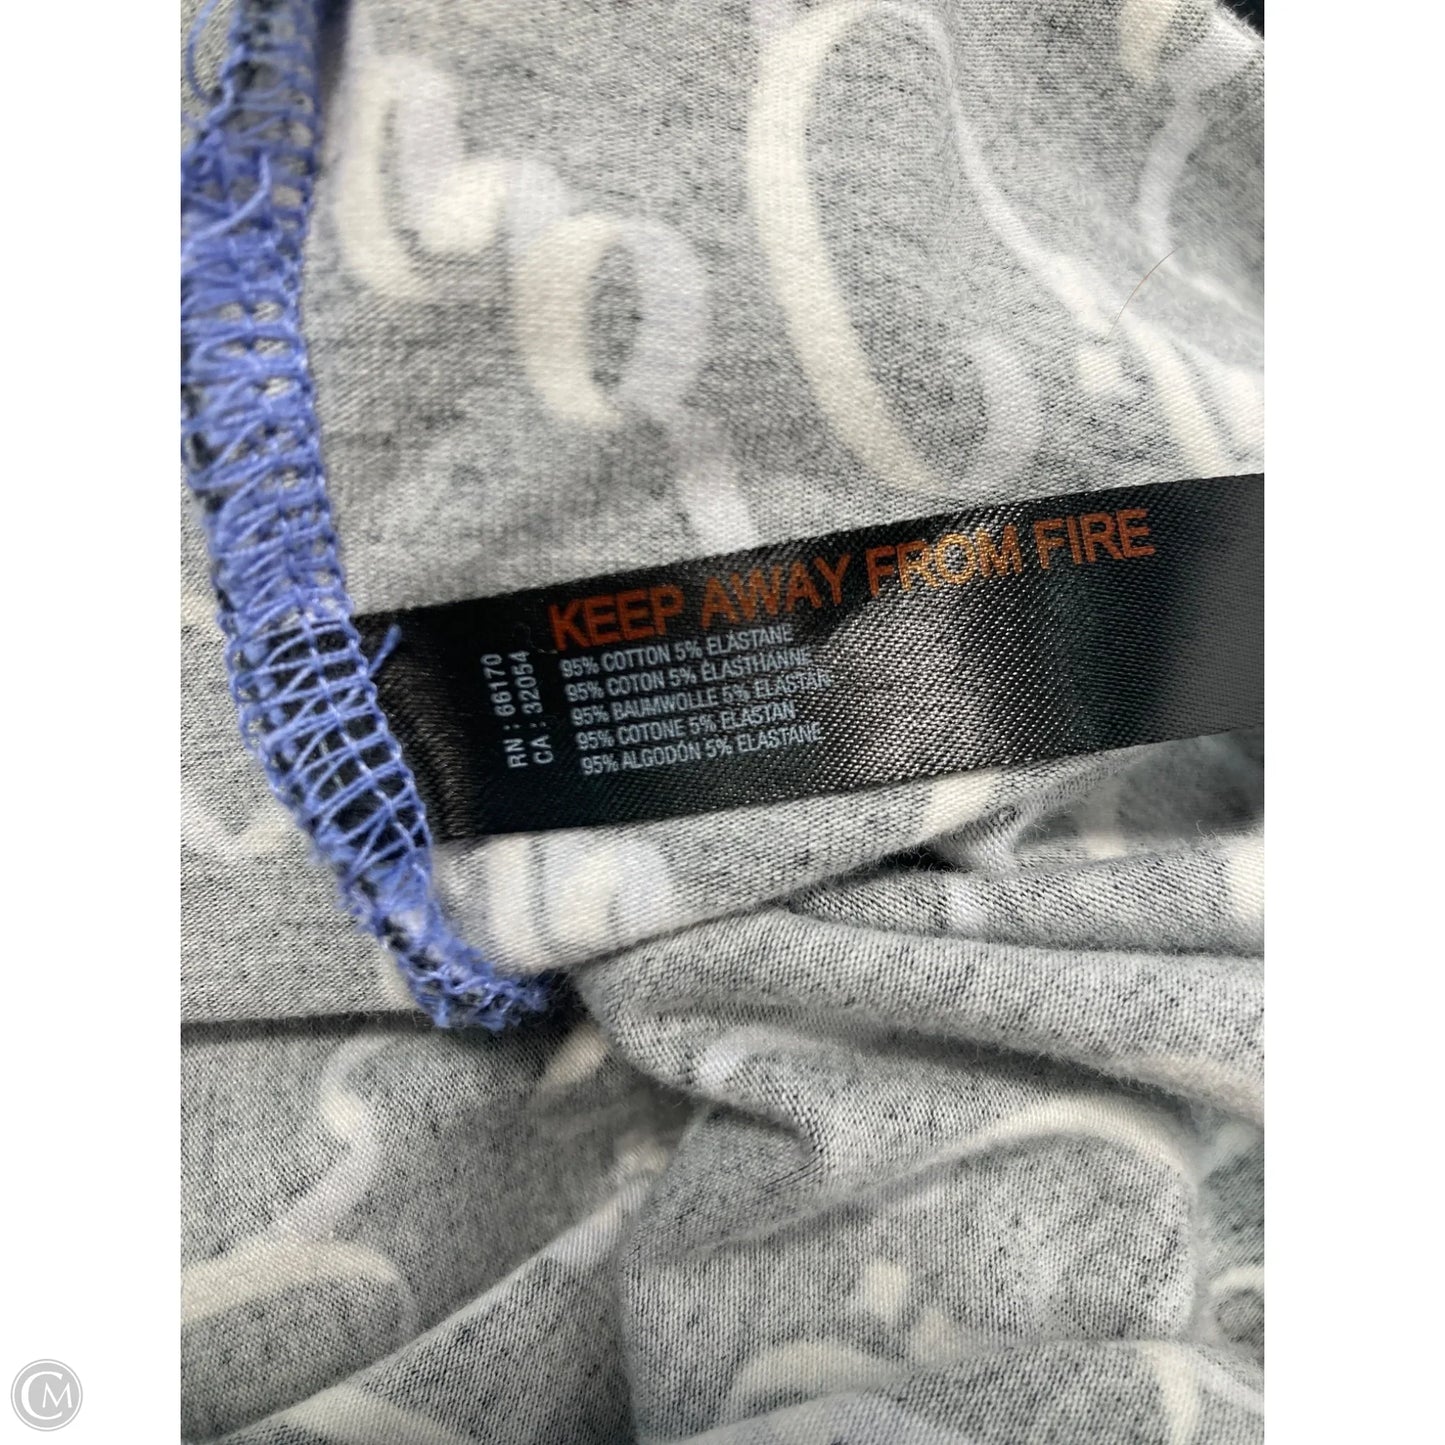 KEEP AWAY FROM FIRE
RN : 66170
CA : 32054
95% COTTON 5% ELASTANE
95% COTON 5% ÉLASTHANNE
95% BAUMWOLLE 5% ELASTAN
95% COTONE 5% ELASTAN
95% ALGODÓN 5% ELASTANE
CM